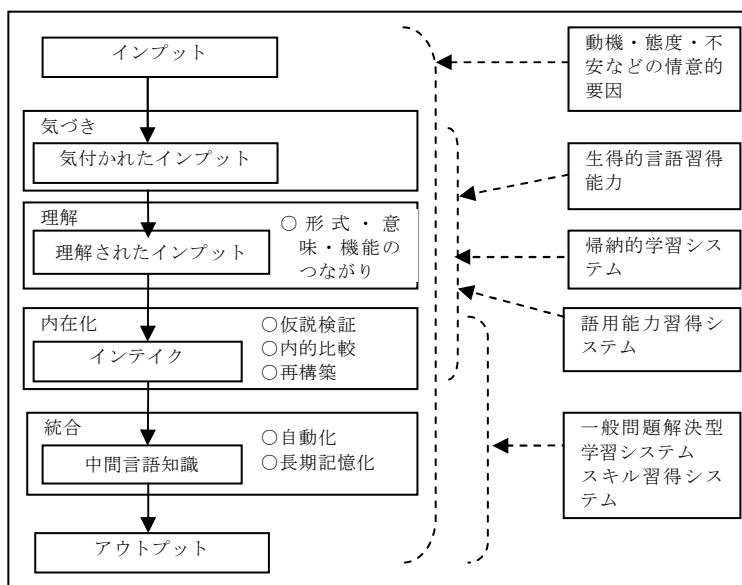 インプット
気づき
気付かれたインプット
理解
理解されたインプット
○形式・意
味・機能の
つながり
内在化
インテイク
○仮説検証
○内的比較
○再構築
統合
中間言語知識
○自動化
○長期記憶化
アウトプット
動機・態度・不
安などの情意的
要因
生得的言語習得
能力
帰納的学習シス
テム
語用能力習得シ
ステム
一般問題解決型
学習システム
スキル習得シス
テム